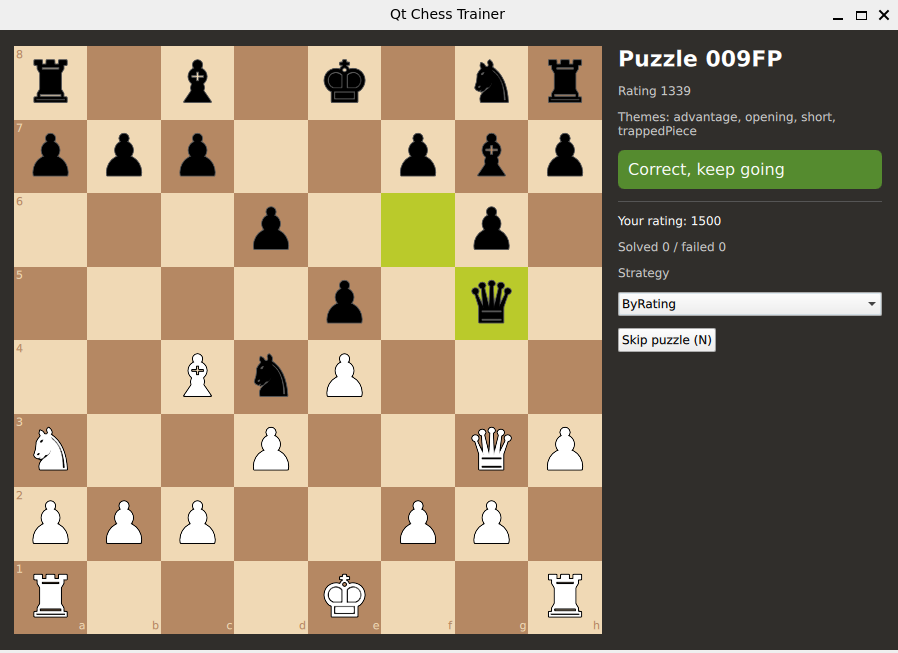 Qt Chess Trainer
8
7
6
5
4
3
2
1
a b c d e f g h
Puzzle 009FP
Rating 1339
Themes: advantage, opening, short,
trappedPiece
Correct, keep going
Your rating: 1500
Solved 0 / failed 0
Strategy
ByRating
Skip puzzle (N)